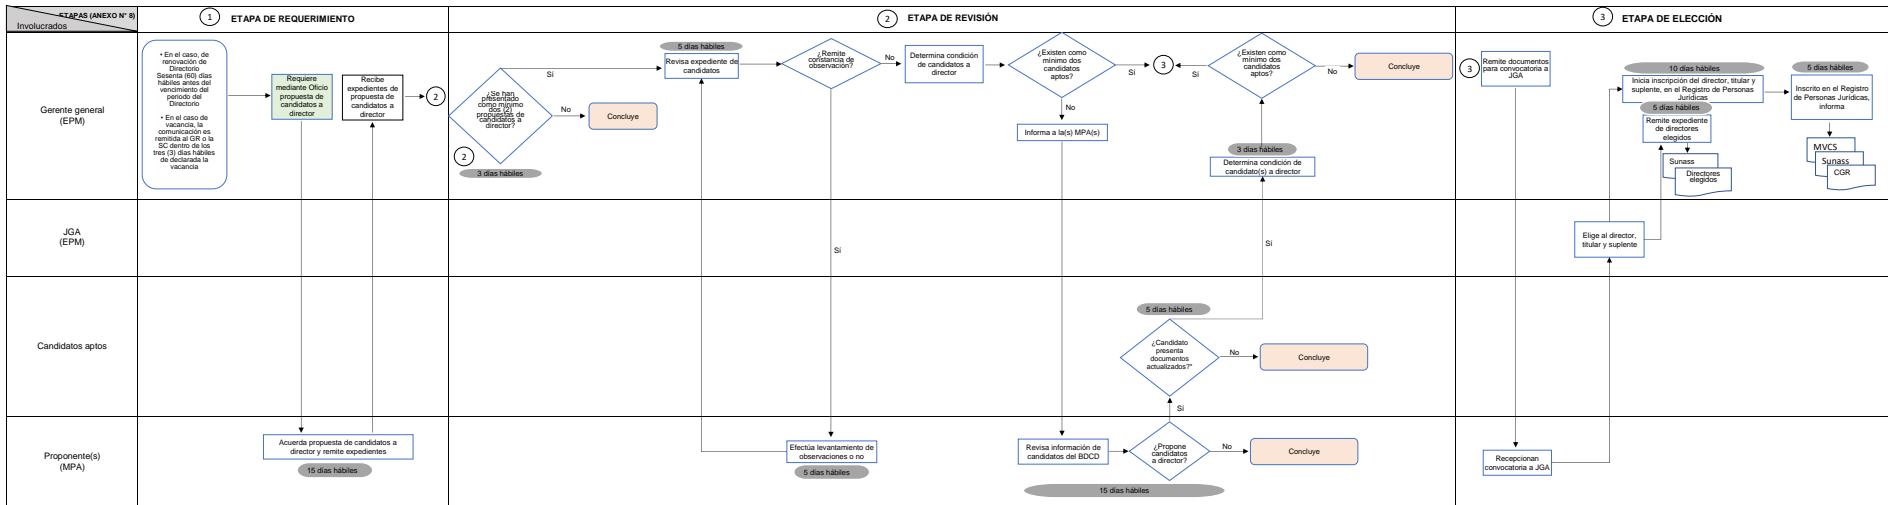 ETAPAS (ANEXO N° 8)
Involucrados
1
ETAPA DE REQUERIMIENTO
2
ETAPA DE REVISIÓN
3
ETAPA DE ELECCIÓN
Gerente general
(EPM)
• En el caso, de
renovación de
Directorio
Sesenta (60) días
hábiles antes del
vencimiento del
periodo del
Directorio
• En el caso de
vacancia, la
comunicación es
remitida al GR o la
SC dentro de los
tres (3) días hábiles
de declarada la
vacancia
Requiere
mediante Oficio
propuesta de
candidatos a
director
Recibe
expedientes de
propuesta de
candidatos a
director
2
¿Se han
presentado
como mínimo
dos (2)
propuestas de
candidatos a
director?
2
3 días hábiles
Sí
No
Concluye
5 días hábiles
Revisa expediente de
candidatos
¿Remite
constancia de
observación?
No
Determina condición
de candidatos a
director
¿Existen como
mínimo dos
candidatos
aptos?
Sí
3
No
Informa a la(s) MPA(s)
Sí
¿Existen como
mínimo dos
candidatos
aptos?
No
Concluye
3 días hábiles
Determina condición de
candidato(s) a director
3
Remite documentos
para convocatoria a
JGA
10 días hábiles
Inicia inscripción del director, titular y
suplente, en el Registro de Personas
Jurídicas
5 días hábiles
Remite expediente
de directores
elegidos
Sunass
Directores
elegidos
5 días hábiles
Inscrito en el Registro
de Personas Jurídicas,
informa
MVCS
Sunass
CGR
JGA
(EPM)
Sí
Sí
Elige al director,
titular y suplente
Candidatos aptos
5 días hábiles
¿Candidato
presenta
documentos
actualizados?"
No
Concluye
Sí
Proponente(s)
(MPA)
Acuerda propuesta de candidatos a
director y remite expedientes
15 días hábiles
Efectúa levantamiento de
observaciones o no
5 días hábiles
Revisa información de
candidatos del BDCD
¿Propone
candidatos
a director?
No
Concluye
15 días hábiles
Recepcionan
convocatoria a JGA